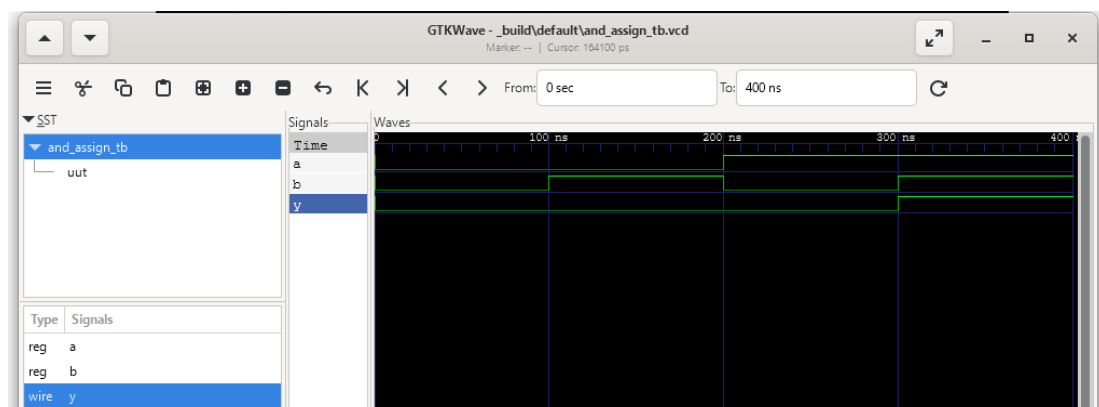 GTKWave - _build\default\and_assign_tb.vcd
Marker: -- | Cursor: 164100 ps
From: 0 sec To: 400 ns
SST
and_assign_tb
uut
Type Signals
reg a
reg b
wire y
Signals
Time
a
b
y
Waves
0 100 ns 200 ns 300 ns 400